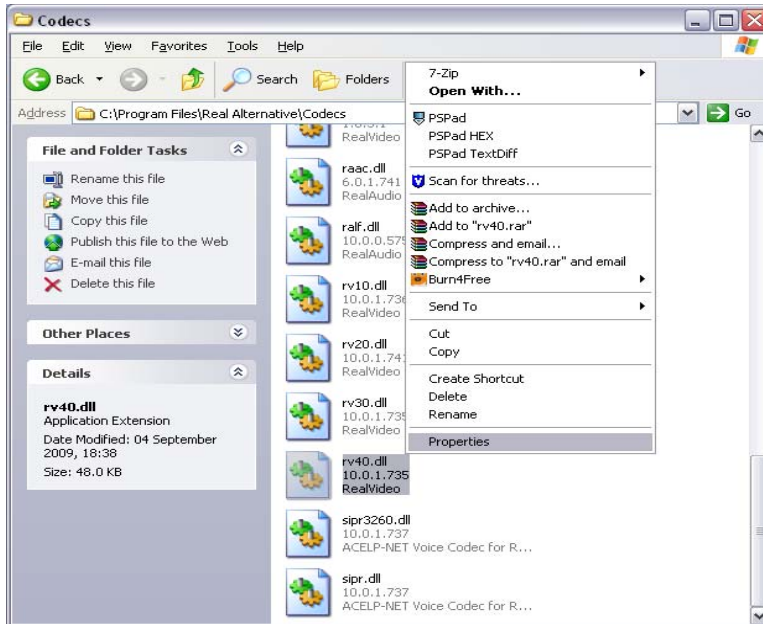 Codecs
File Edit View Favorites Tools Help
Back Search Folders
Address C:\Program Files\Real Alternative\Codecs Go
File and Folder Tasks
Rename this file
Move this file
Copy this file
Publish this file to the Web
E-mail this file
Delete this file
Other Places
Details
rv40.dll
Application Extension
Date Modified: 04 September
2009, 18:38
Size: 48.0 KB
RealVideo
raac.dll
6.0.1.741
RealAudio
ralf.dll
10.0.0.575
RealAudio
rv10.dll
10.0.1.736
RealVideo
rv20.dll
10.0.1.741
RealVideo
rv30.dll
10.0.1.735
RealVideo
rv40.dll
10.0.1.735
RealVideo
sipr3260.dll
10.0.1.737
ACELP-NET Voice Codec for R...
sipr.dll
10.0.1.737
ACELP-NET Voice Codec for R...
7-Zip
Open With...
PSPad
PSPad HEX
PSPad TextDiff
Scan for threats...
Add to archive...
Add to "rv40.rar"
Compress and email...
Compress to "rv40.rar" and email
Burn4Free
Send To
Cut
Copy
Create Shortcut
Delete
Rename
Properties